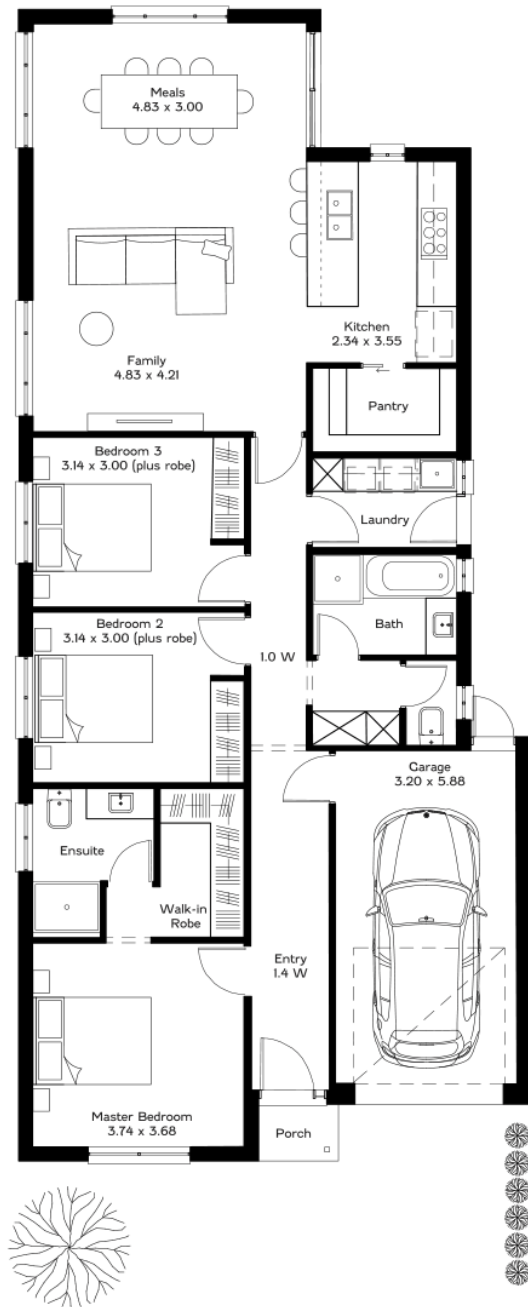 Meals
4.83 x 3.00
Kitchen
2.34 x 3.55
Family
4.83 x 4.21
Pantry
Bedroom 3
3.14 x 3.00 (plus robe)
Laundry
Bath
Bedroom 2
3.14 x 3.00 (plus robe)
1.0 W
Garage
3.20 x 5.88
Ensuite
Walk-in
Robe
Entry
1.4 W
Master Bedroom
3.74 x 3.68
Porch